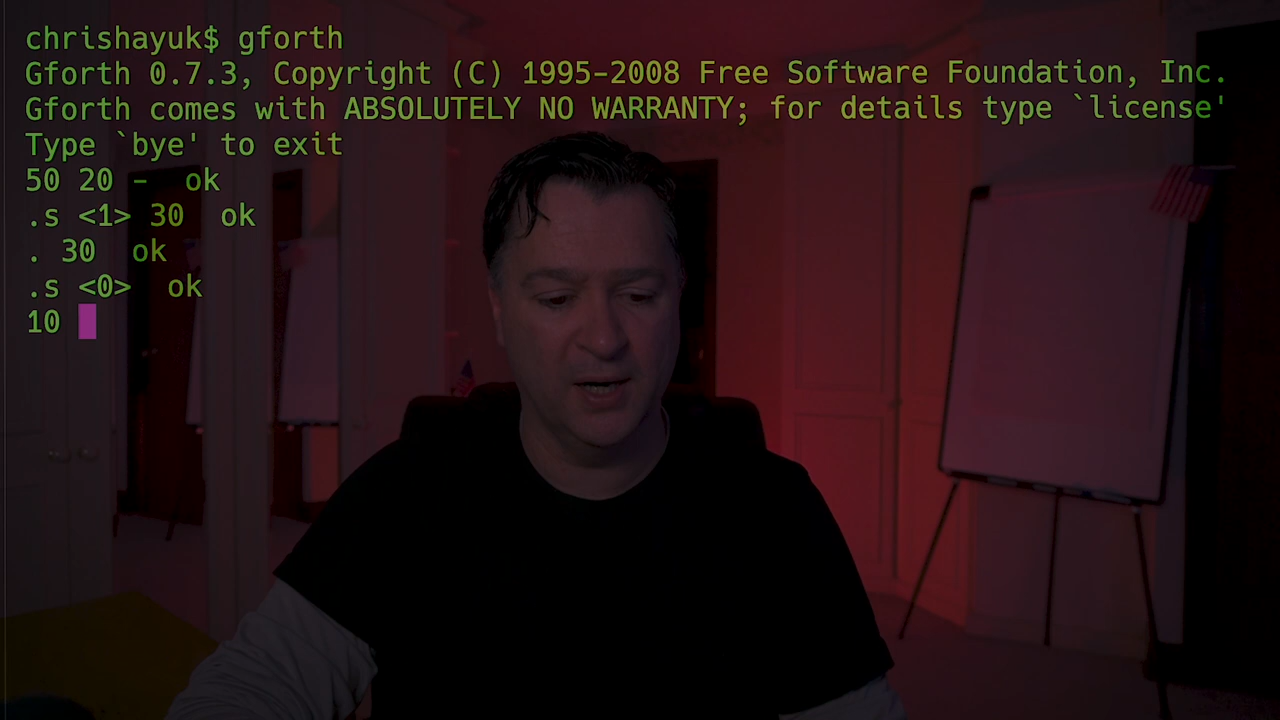 chrishayuk$ gforth
Gforth 0.7.3, Copyright (C) 1995-2008 Free Software Foundation, Inc.
Gforth comes with ABSOLUTELY NO WARRANTY; for details type `license'
Type `bye' to exit
50 20 -  ok
.s <1> 30  ok
. 30  ok
.s <0>  ok
10